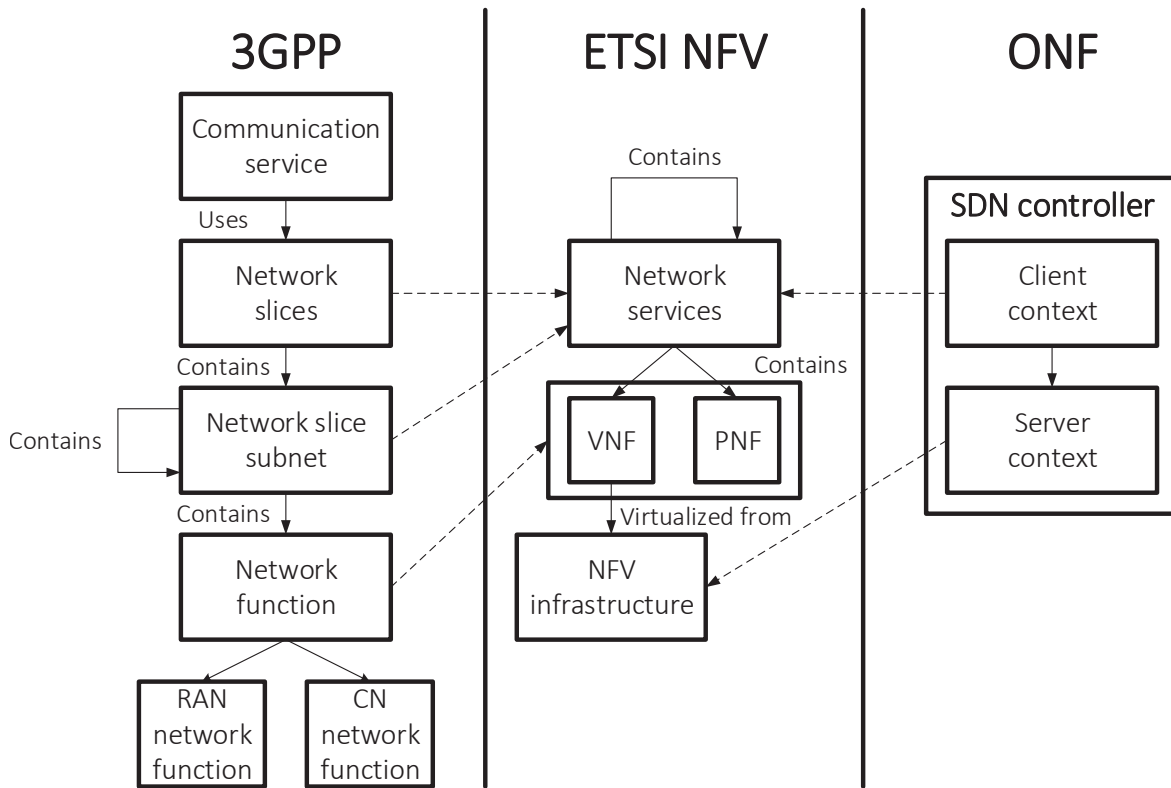 3GPP
ETSI NFV
ONF
Communication
service
Uses
Network
slices
Contains
Contains
Network slice
subnet
Contains
Network
function
RAN
network
function
CN
network
function
Contains
Network
services
Contains
VNF
PNF
Virtualized from
NFV
infrastructure
SDN controller
Client
context
Server
context